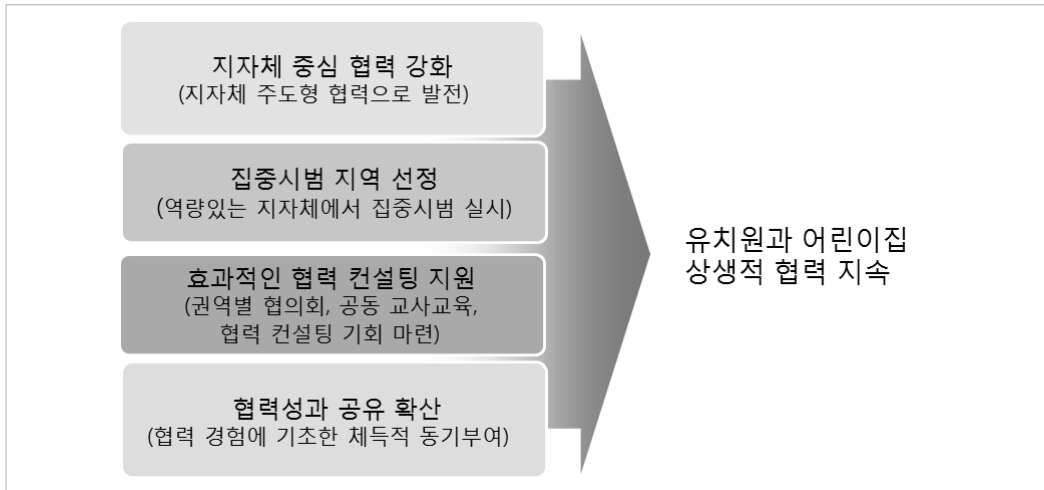 지자체 중심 협력 강화
(지자체 주도형 협력으로 발전)
집중시범 지역 선정
(역량있는 지자체에서 집중시범 실시)
효과적인 협력 컨설팅 지원
(권역별 협의회, 공동 교사교육,
협력 컨설팅 기회 마련)
협력성과 공유 확산
(협력 경험에 기초한 체득적 동기부여)
유치원과 어린이집
상생적 협력 지속